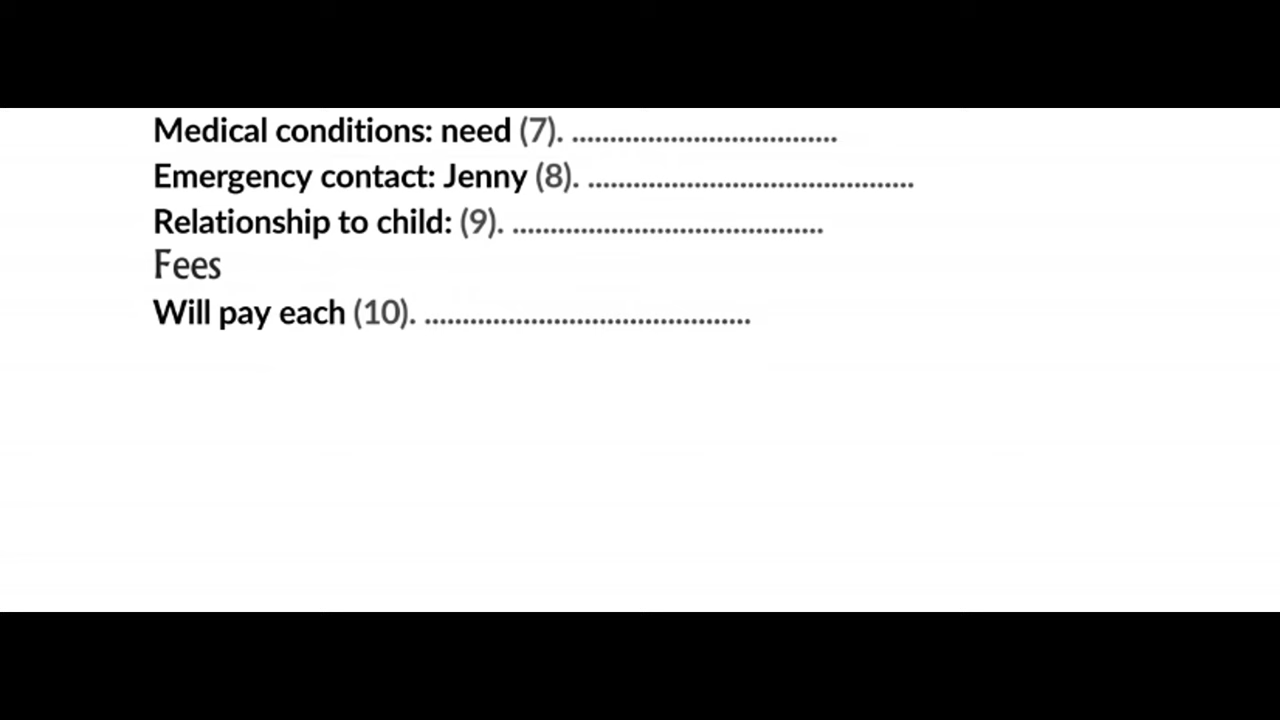 Medical conditions: need (7). ...................................
Emergency contact: Jenny (8). ...........................................
Relationship to child: (9). .........................................
Fees
Will pay each (10). ...........................................